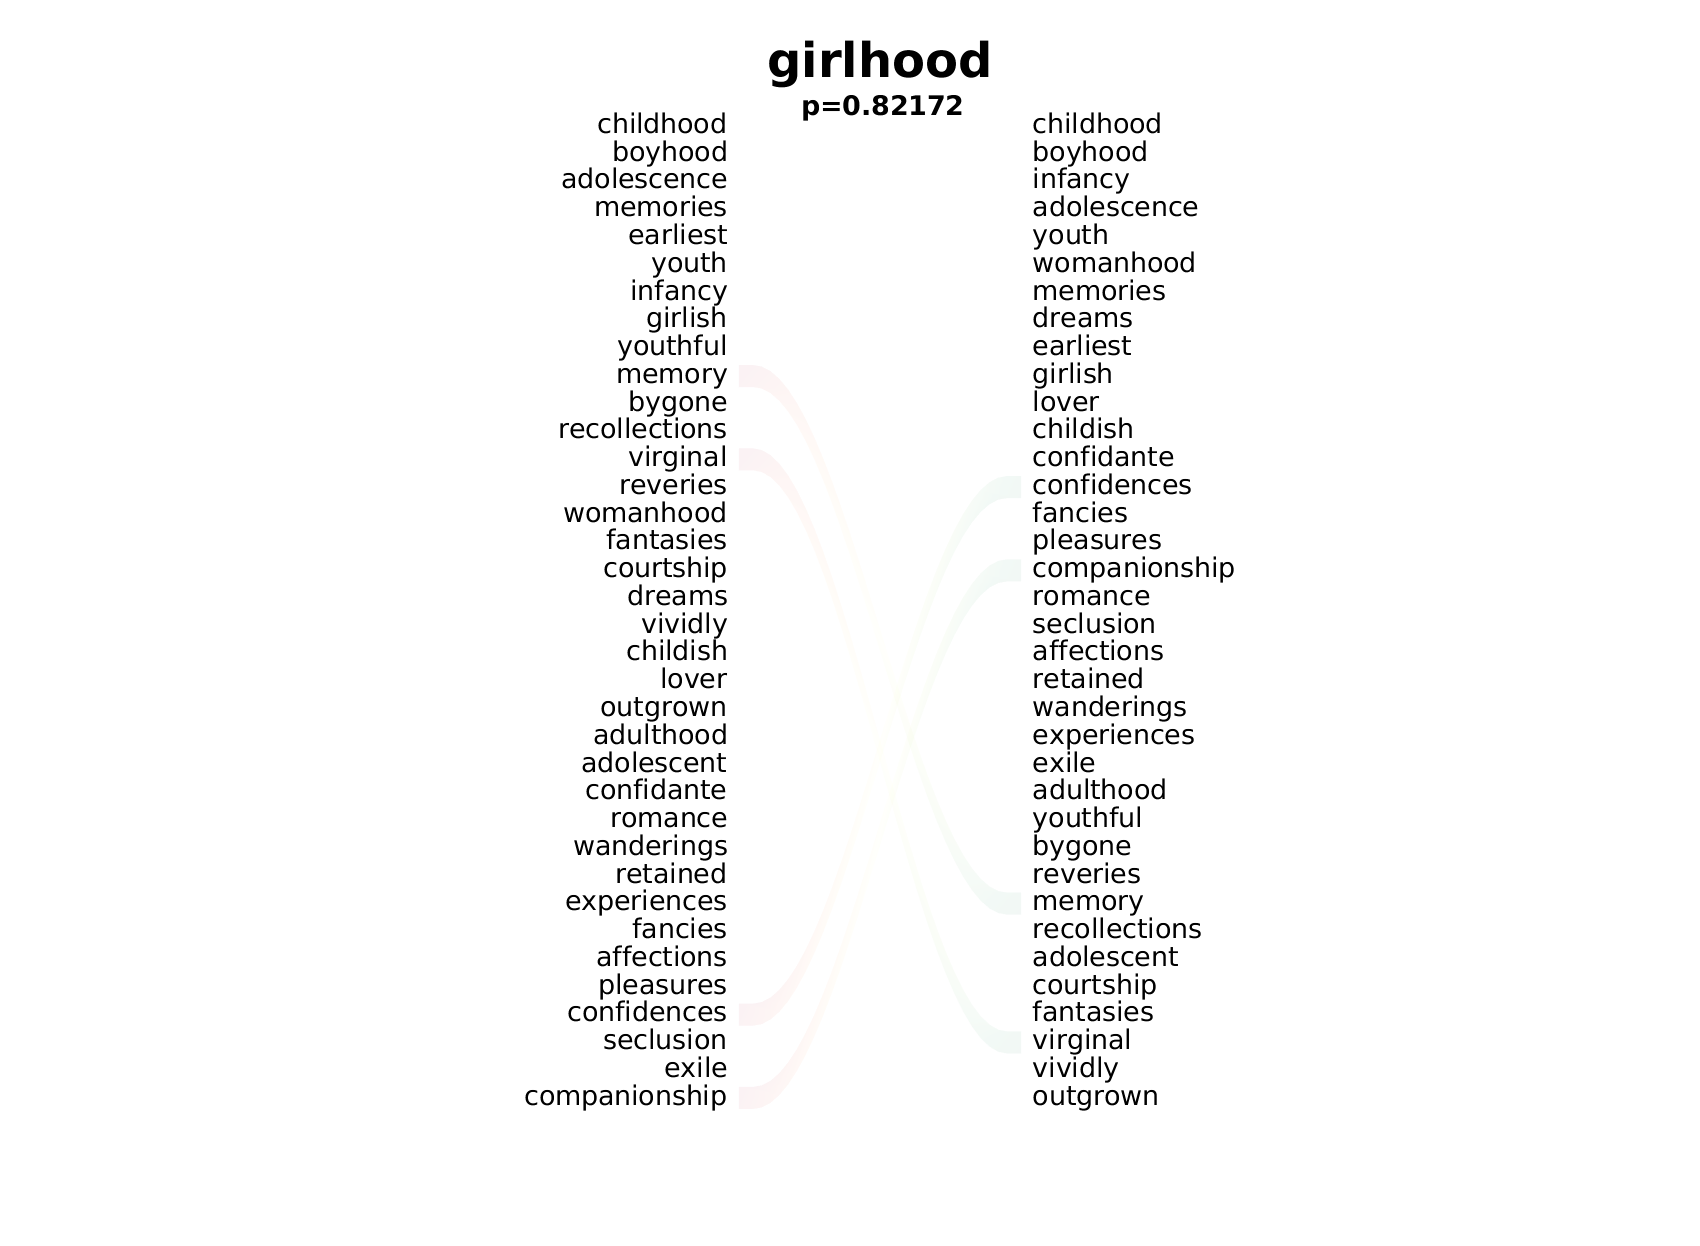 girlhood
p=0.82172
childhood
boyhood
adolescence
memories
earliest
youth
infancy
girlish
youthful
memory
bygone
recollections
virginal
reveries
womanhood
fantasies
courtship
dreams
vividly
childish
lover
outgrown
adulthood
adolescent
confidante
romance
wanderings
retained
experiences
fancies
affections
pleasures
confidences
seclusion
exile
companionship
childhood
boyhood
infancy
adolescence
youth
womanhood
memories
dreams
earliest
girlish
lover
childish
confidante
confidences
fancies
pleasures
companionship
romance
seclusion
affections
retained
wanderings
experiences
exile
adulthood
youthful
bygone
reveries
memory
recollections
adolescent
courtship
fantasies
virginal
vividly
outgrown